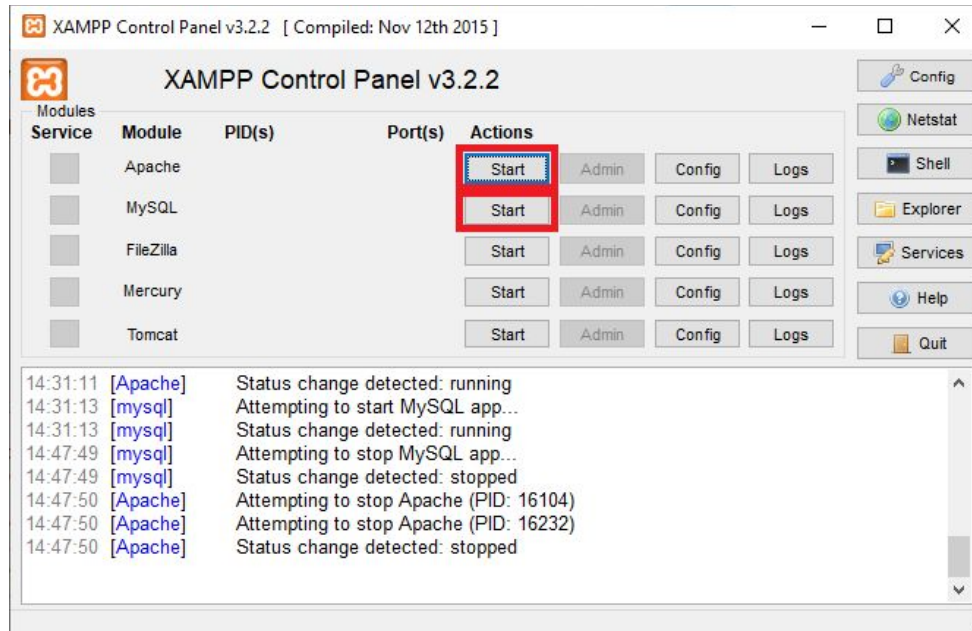 XAMPP Control Panel v3.2.2 [ Compiled: Nov 12th 2015 ]
XAMPP Control Panel v3.2.2
Config
Modules
Netstat
Service Module PID(s) Port(s) Actions
Apache Start Admin Config Logs
Shell
MySQL Start Admin Config Logs
Explorer
FileZilla Start Admin Config Logs
Services
Mercury Start Admin Config Logs
Help
Tomcat Start Admin Config Logs
Quit
14:31:11 [Apache] Status change detected: running
14:31:13 [mysql] Attempting to start MySQL app...
14:31:13 [mysql] Status change detected: running
14:47:49 [mysql] Attempting to stop MySQL app...
14:47:49 [mysql] Status change detected: stopped
14:47:50 [Apache] Attempting to stop Apache (PID: 16104)
14:47:50 [Apache] Attempting to stop Apache (PID: 16232)
14:47:50 [Apache] Status change detected: stopped